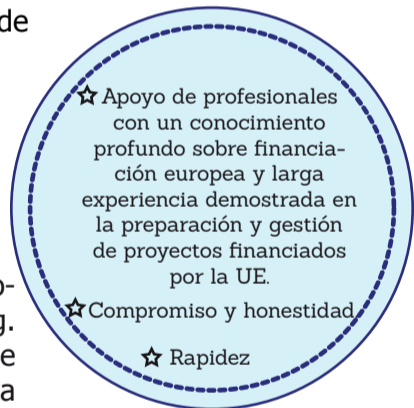 de
☆ Apoyo de profesionales
con un conocimiento
profundo sobre financia-
ción europea y larga
experiencia demostrada en
la preparación y gestión
de proyectos financiados
por la UE.
☆ Compromiso y honestidad
☆ Rapidez